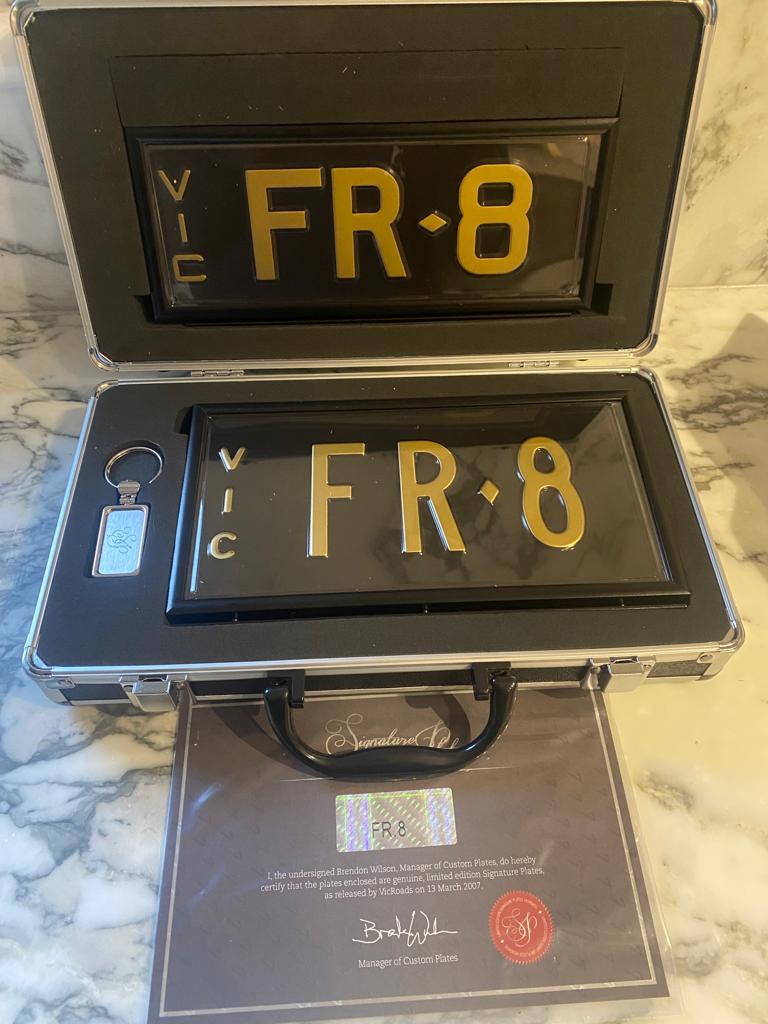 VIC
FR♦8
VIC
FR♦8
Signature
FR.8
I, the undersigned Brendon Wilson, Manager of Custom Plates, do hereby
certify that the plates enclosed are genuine, limited edition Signature Plates,
as released by VicRoads on 13 March 2007.
Manager of Custom Plates